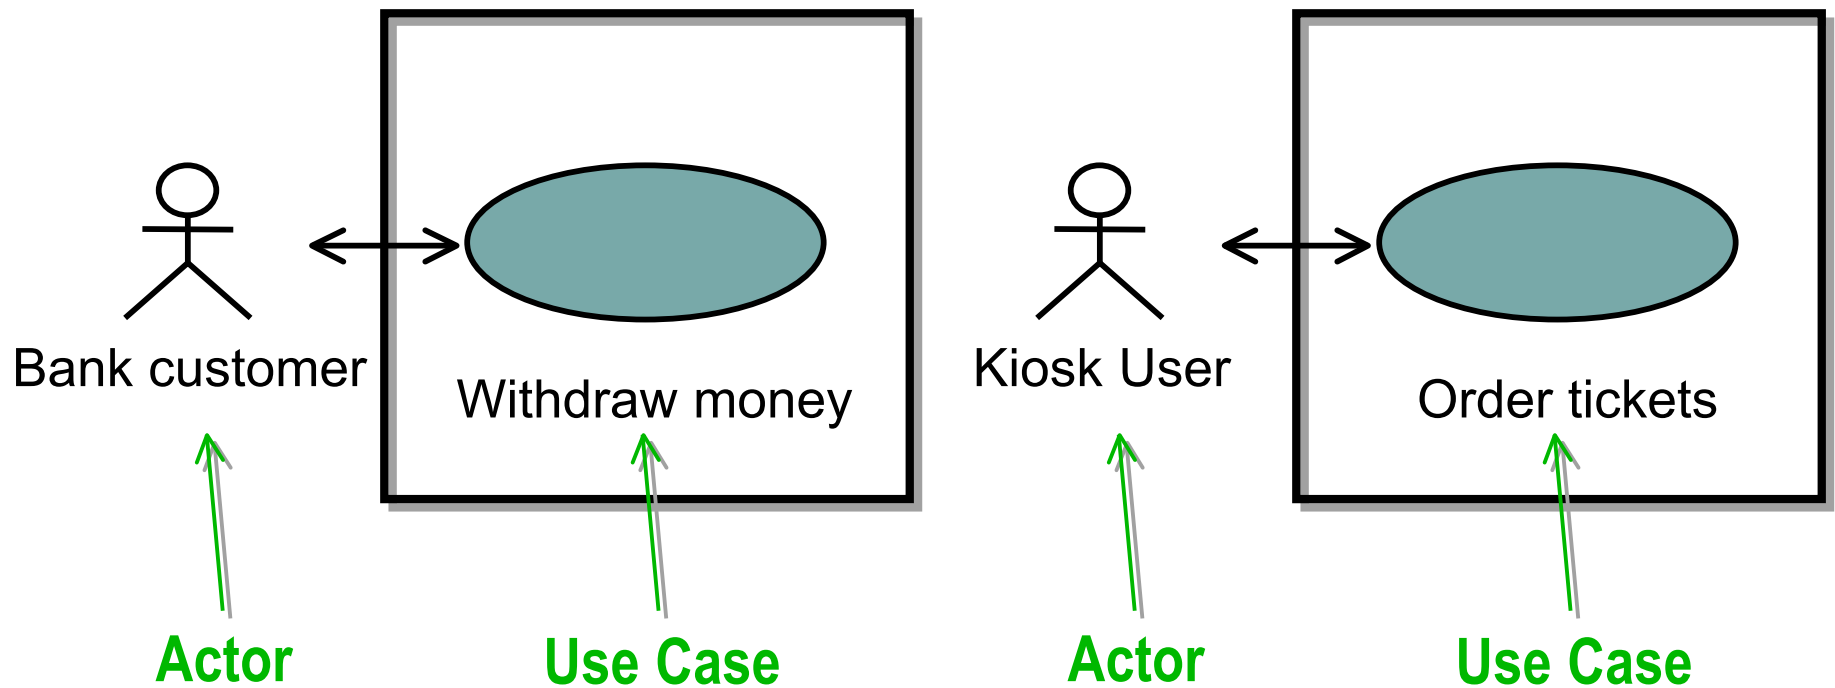 Bank customer
Withdraw money
Kiosk User
Order tickets
Actor
Use Case
Actor
Use Case